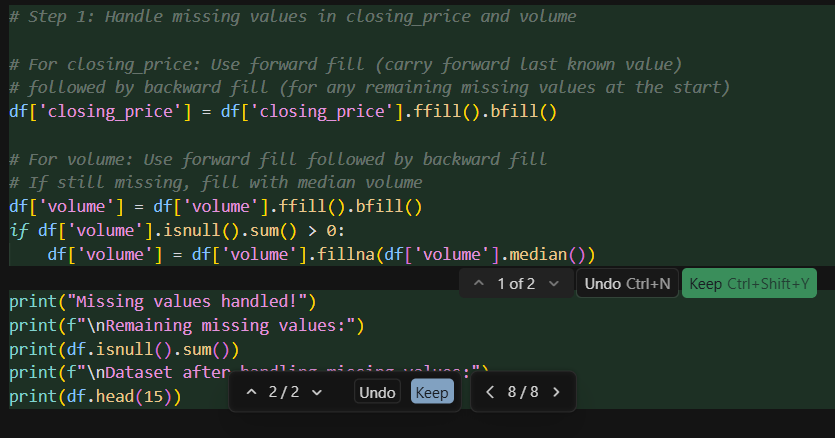 # Step 1: Handle missing values in closing_price and volume
# For closing_price: Use forward fill (carry forward last known value)
# followed by backward fill (for any remaining missing values at the start)
df['closing_price'] = df['closing_price'].ffill().bfill()
# For volume: Use forward fill followed by backward fill
# If still missing, fill with median volume
df['volume'] = df['volume'].ffill().bfill()
if df['volume'].isnull().sum() > 0:
    df['volume'] = df['volume'].fillna(df['volume'].median())
1 of 2 Undo Ctrl+N Keep Ctrl+Shift+Y
print("Missing values handled!")
print(f"\nRemaining missing values:")
print(df.isnull().sum())
print(f"\nDataset after handling missing values:")
print(df.head(15))
2/2 Undo Keep 8/8